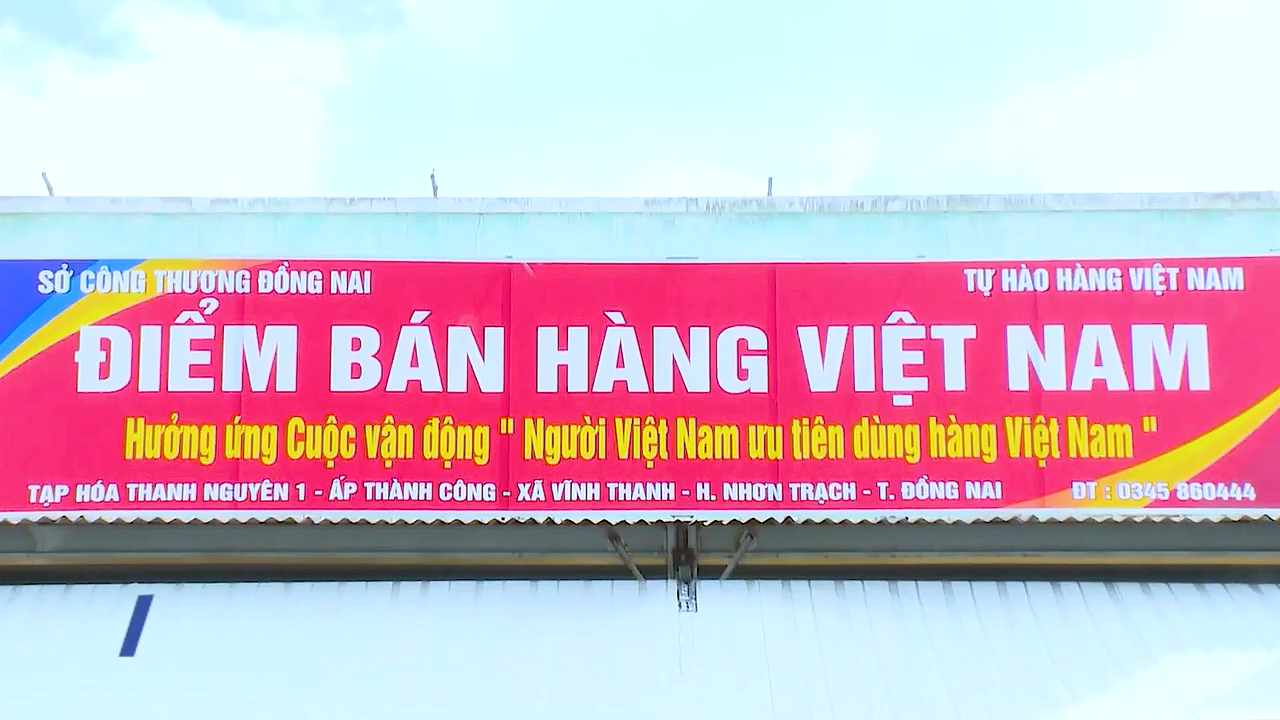 SỞ CÔNG THƯƠNG ĐỒNG NAI
TỰ HÀO HÀNG VIỆT NAM
ĐIỂM BÁN HÀNG VIỆT NAM
Hưởng ứng Cuộc vận động " Người Việt Nam ưu tiên dùng hàng Việt Nam "
TẠP HÓA THANH NGUYÊN 1 - ẤP THÀNH CÔNG - XÃ VĨNH THANH - H. NHƠN TRẠCH - T. ĐỒNG NAI
ĐT : 0345 860444